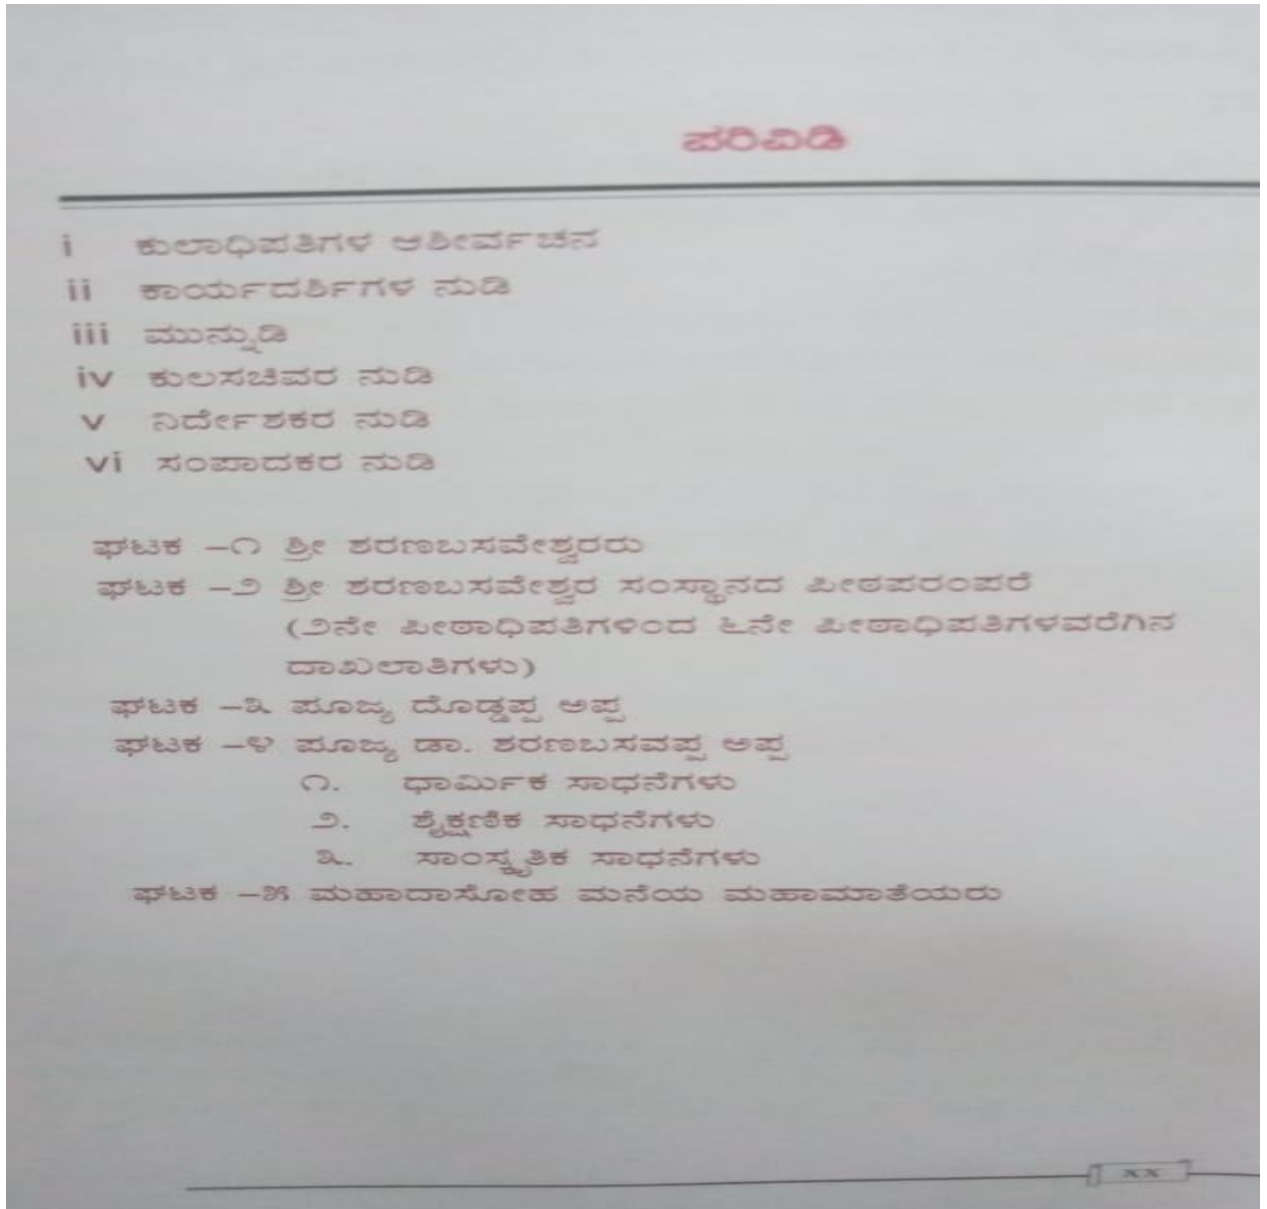 ಪರಿವಿಡಿ
i ಕುಲಾಧಿಪತಿಗಳ ಆಶೀರ್ವಚನ
ii ಕಾರ್ಯದರ್ಶಿಗಳ ನುಡಿ
iii ಮುನ್ನುಡಿ
iv ಕುಲಸಚಿವರ ನುಡಿ
v ನಿರ್ದೇಶಕರ ನುಡಿ
vi ಸಂಪಾದಕರ ನುಡಿ
ಘಟಕ –೧ ಶ್ರೀ ಶರಣಬಸವೇಶ್ವರರು
ಘಟಕ –೨ ಶ್ರೀ ಶರಣಬಸವೇಶ್ವರ ಸಂಸ್ಥಾನದ ಪೀಠಪರಂಪರೆ
(೨ನೇ ಪೀಠಾಧಿಪತಿಗಳಿಂದ ೬ನೇ ಪೀಠಾಧಿಪತಿಗಳವರೆಗಿನ
ದಾಖಲಾತಿಗಳು)
ಘಟಕ –೩ ಪೂಜ್ಯ ದೊಡ್ಡಪ್ಪ ಅಪ್ಪ
ಘಟಕ –೪ ಪೂಜ್ಯ ಡಾ. ಶರಣಬಸವಪ್ಪ ಅಪ್ಪ
೧. ಧಾರ್ಮಿಕ ಸಾಧನೆಗಳು
೨. ಶೈಕ್ಷಣಿಕ ಸಾಧನೆಗಳು
೩. ಸಾಂಸ್ಕೃತಿಕ ಸಾಧನೆಗಳು
ಘಟಕ –೫ ಮಹಾದಾಸೋಹ ಮನೆಯ ಮಹಾಮಾತೆಯರು
xx